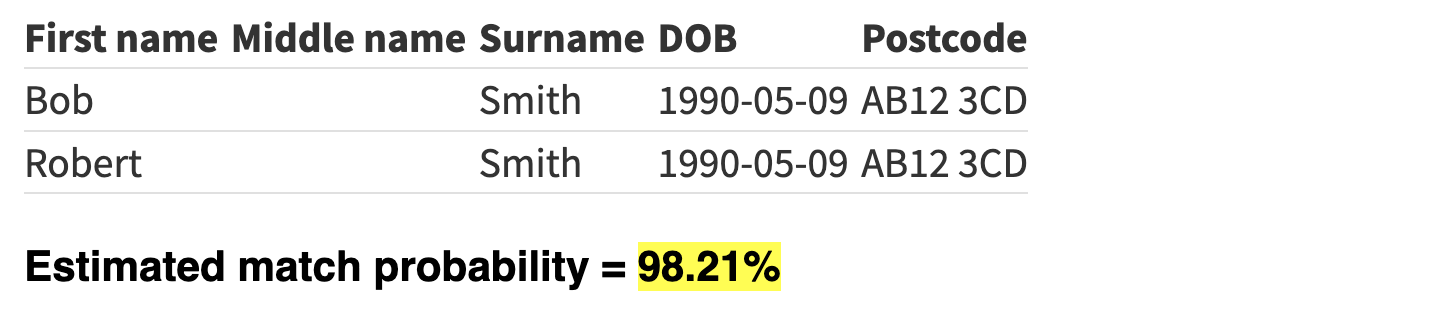 First name Middle name Surname DOB Postcode
Bob Smith 1990-05-09 AB12 3CD
Robert Smith 1990-05-09 AB12 3CD
Estimated match probability = 98.21%